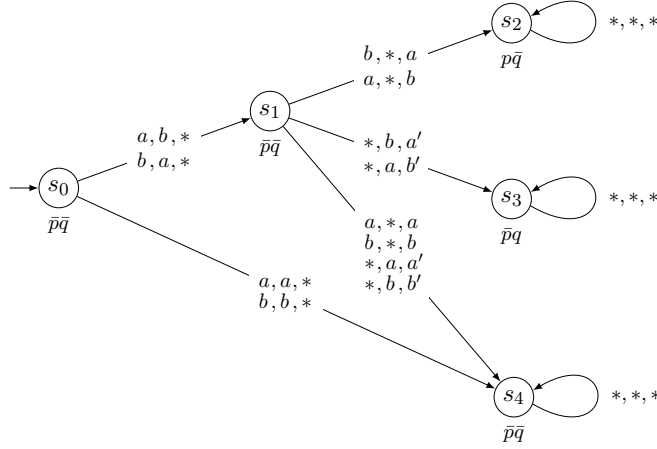 s₂
*, *, *
b, *, a
a, *, b
pq̄
s₁
a, b, *
b, a, *
p̄q̄
*, b, a′
*, a, b′
s₀
p̄q̄
s₃
*, *, *
p̄q
a, *, a
b, *, b
*, a, a′
*, b, b′
a, a, *
b, b, *
s₄
*, *, *
p̄q̄